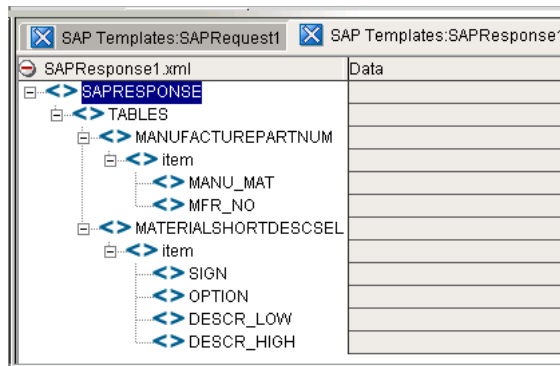 SAP Templates:SAPRequest1 SAP Templates:SAPResponse1
SAPResponse1.xml Data
SAPRESPONSE
TABLES
MANUFACTUREPARTNUM
item
MANU_MAT
MFR_NO
MATERIALSHORTDESCSEL
item
SIGN
OPTION
DESCR_LOW
DESCR_HIGH